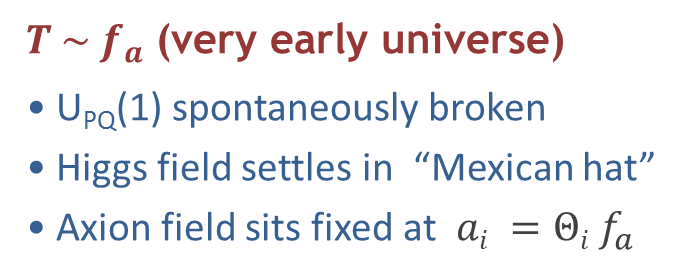 T ~ fₐ (very early universe)
• U_PQ(1) spontaneously broken
• Higgs field settles in “Mexican hat”
• Axion field sits fixed at aᵢ = Θᵢ fₐ